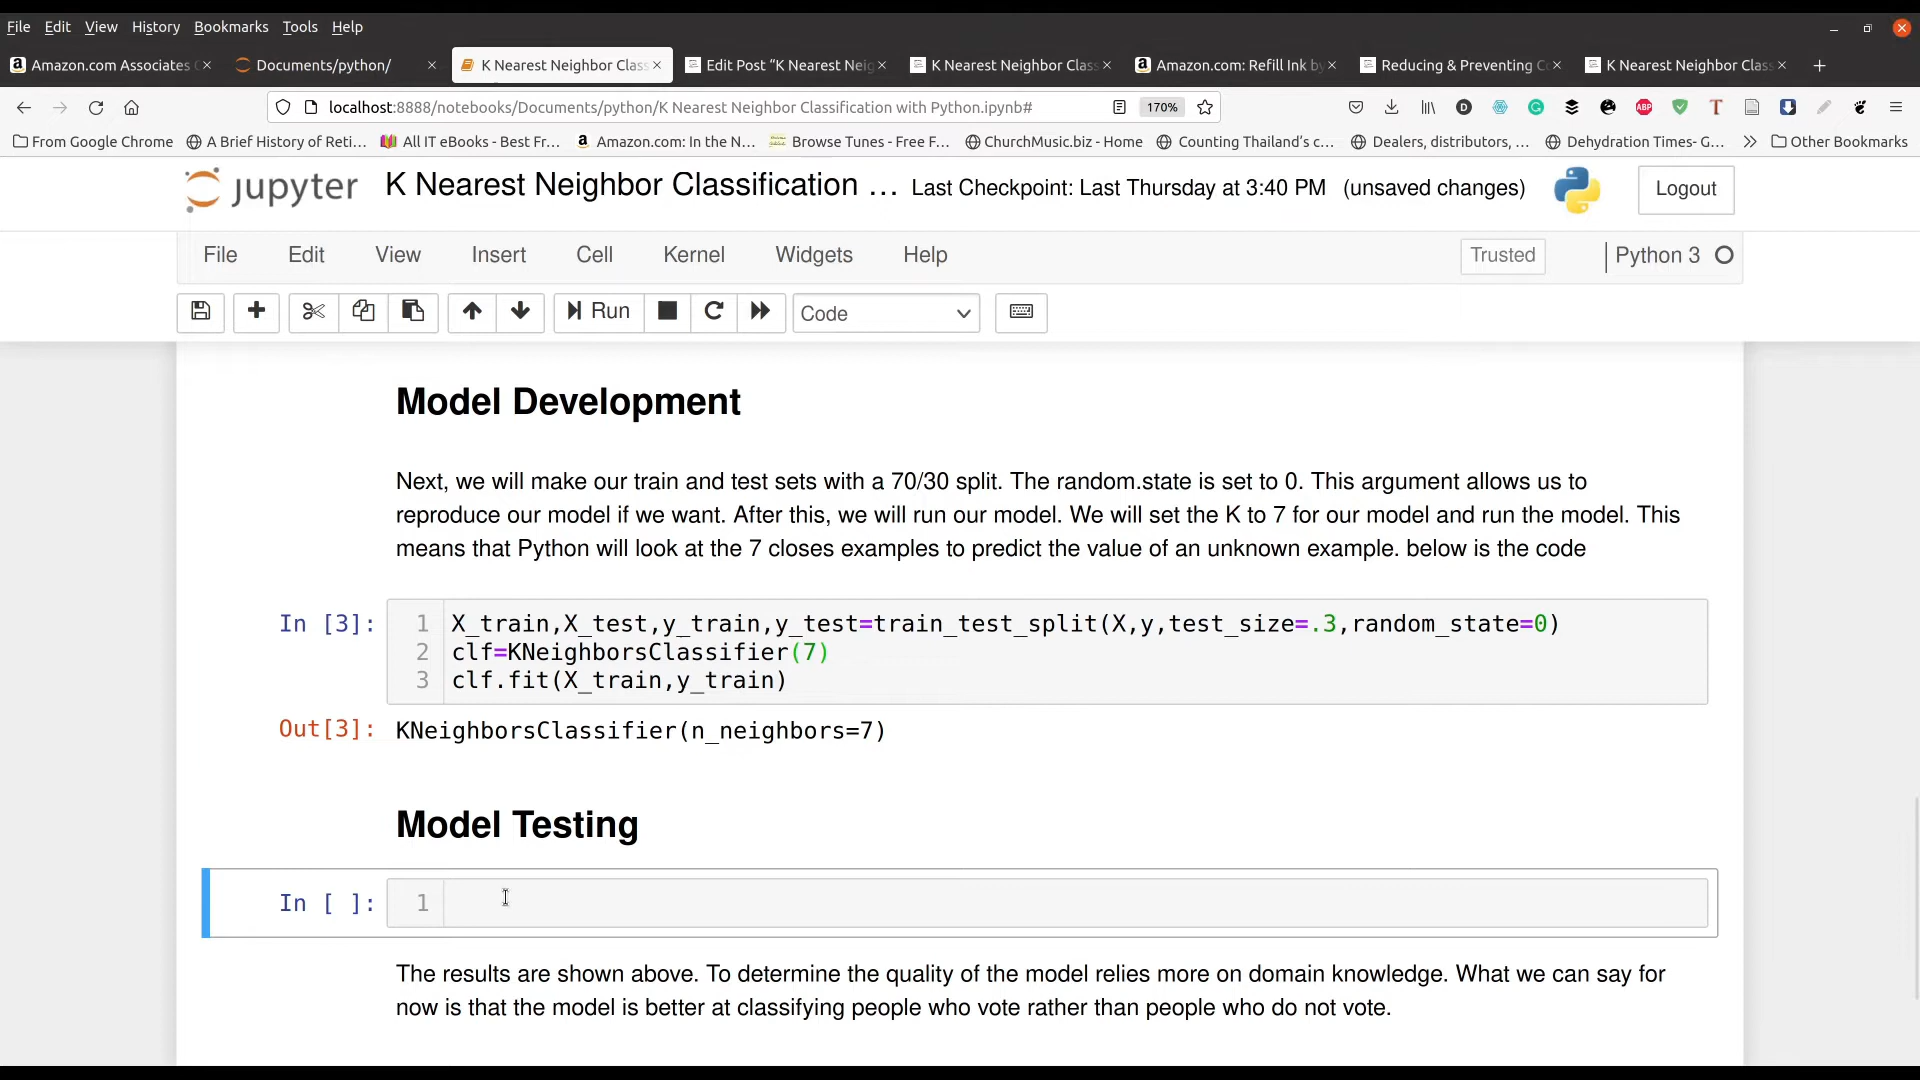 File Edit View History Bookmarks Tools Help
Amazon.com Associates Documents/python/ K Nearest Neighbor Clas Edit Post “K Nearest Neig K Nearest Neighbor Clas Amazon.com: Refill Ink by Reducing & Preventing C K Nearest Neighbor Clas
localhost:8888/notebooks/Documents/python/K Nearest Neighbor Classification with Python.ipynb# 170%
From Google Chrome A Brief History of Reti... All IT eBooks - Best Fr... Amazon.com: In the N... Browse Tunes - Free F... ChurchMusic.biz - Home Counting Thailand’s c... Dealers, distributors, ... Dehydration Times- G... Other Bookmarks
jupyter K Nearest Neighbor Classification ... Last Checkpoint: Last Thursday at 3:40 PM (unsaved changes) Logout
File Edit View Insert Cell Kernel Widgets Help Trusted Python 3
Run Code
Model Development
Next, we will make our train and test sets with a 70/30 split. The random.state is set to 0. This argument allows us to
reproduce our model if we want. After this, we will run our model. We will set the K to 7 for our model and run the model. This
means that Python will look at the 7 closes examples to predict the value of an unknown example. below is the code
In [3]: 1 X_train,X_test,y_train,y_test=train_test_split(X,y,test_size=.3,random_state=0)
2 clf=KNeighborsClassifier(7)
3 clf.fit(X_train,y_train)
Out[3]: KNeighborsClassifier(n_neighbors=7)
Model Testing
In [ ]: 1
The results are shown above. To determine the quality of the model relies more on domain knowledge. What we can say for
now is that the model is better at classifying people who vote rather than people who do not vote.